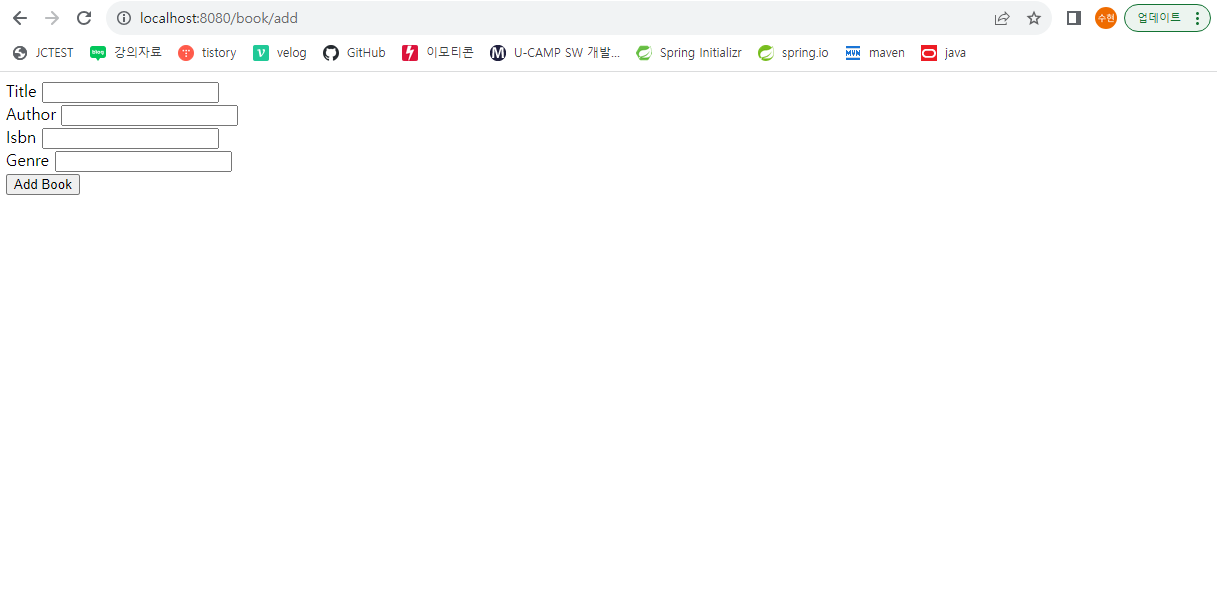 localhost:8080/book/add
수현
업데이트
JCTEST blog 강의자료 tistory velog GitHub 이모티콘 M U-CAMP SW 개발... Spring Initializr spring.io MVN maven java
Title
Author
Isbn
Genre
Add Book